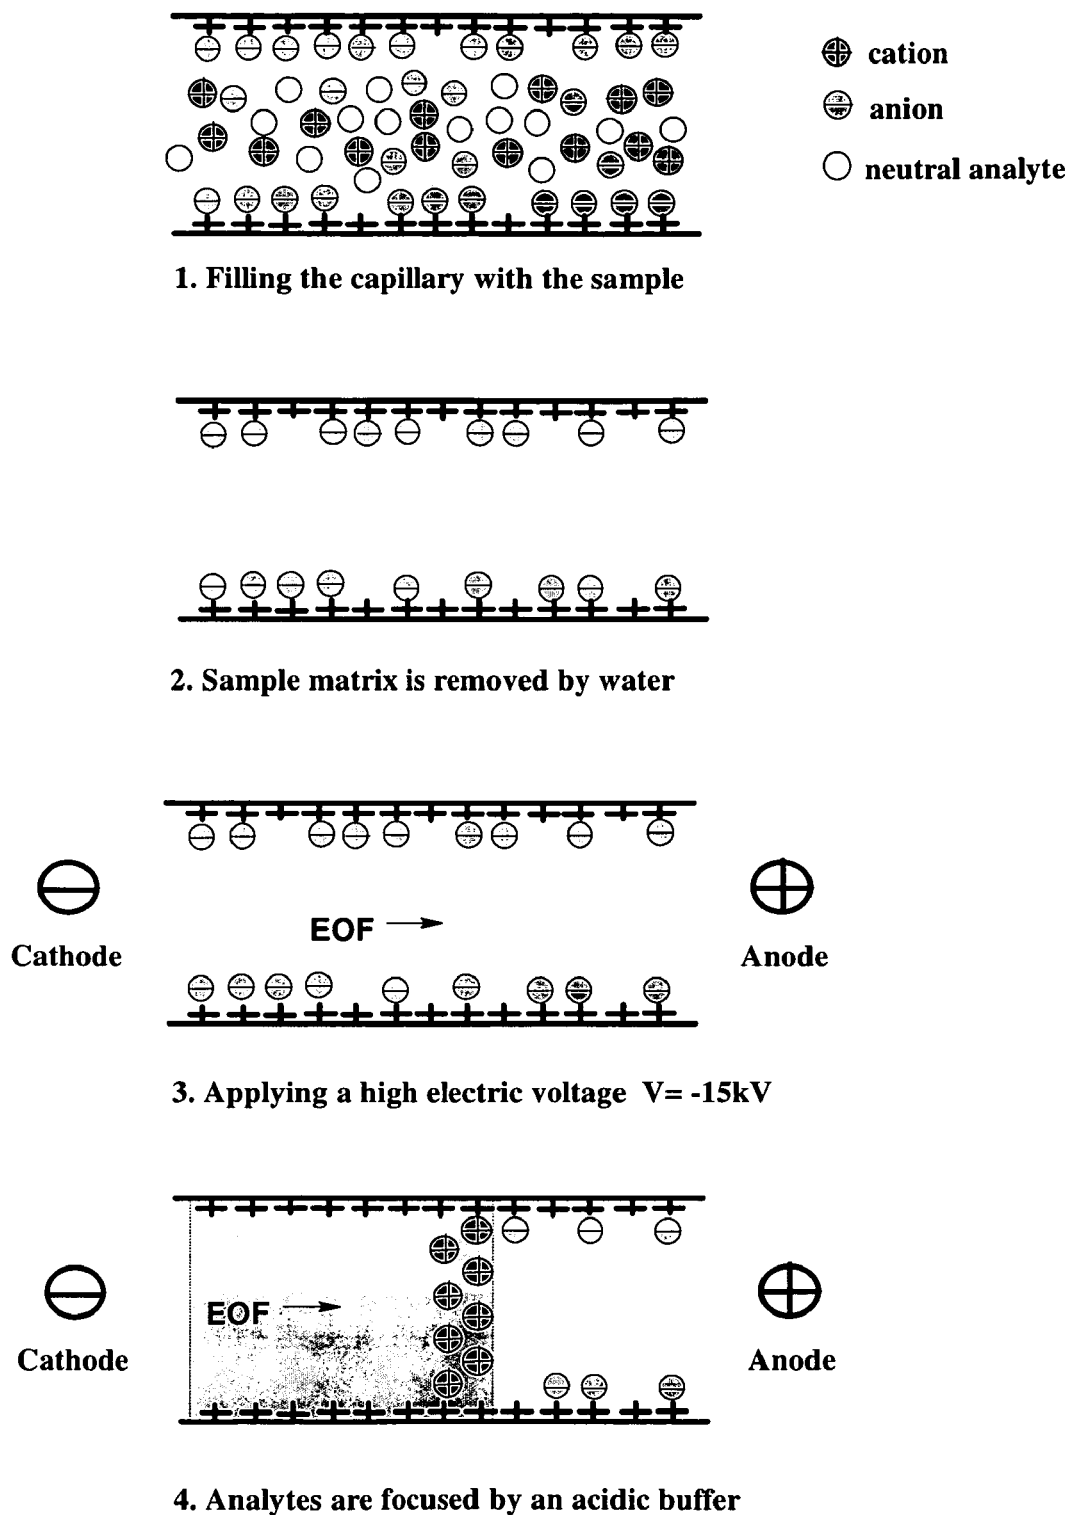 cation
anion
neutral analyte
1. Filling the capillary with the sample
2. Sample matrix is removed by water
EOF
Cathode
Anode
3. Applying a high electric voltage V= -15kV
EOF
Cathode
Anode
4. Analytes are focused by an acidic buffer